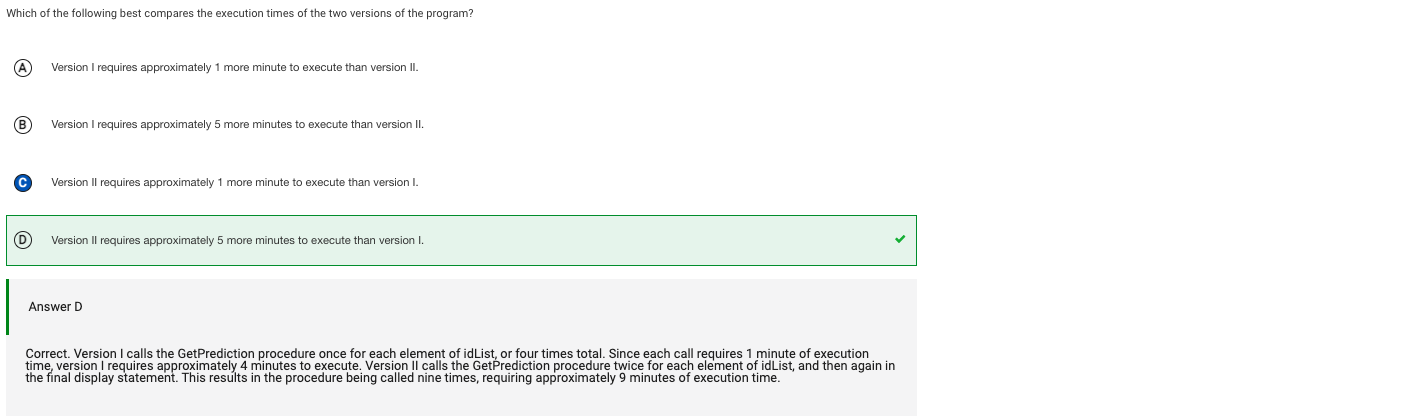 Which of the following best compares the execution times of the two versions of the program?
A Version I requires approximately 1 more minute to execute than version II.
B Version I requires approximately 5 more minutes to execute than version II.
C Version II requires approximately 1 more minute to execute than version I.
D Version II requires approximately 5 more minutes to execute than version I.
Answer D
Correct. Version I calls the GetPrediction procedure once for each element of idList, or four times total. Since each call requires 1 minute of execution
time, version I requires approximately 4 minutes to execute. Version II calls the GetPrediction procedure twice for each element of idList, and then again in
the final display statement. This results in the procedure being called nine times, requiring approximately 9 minutes of execution time.